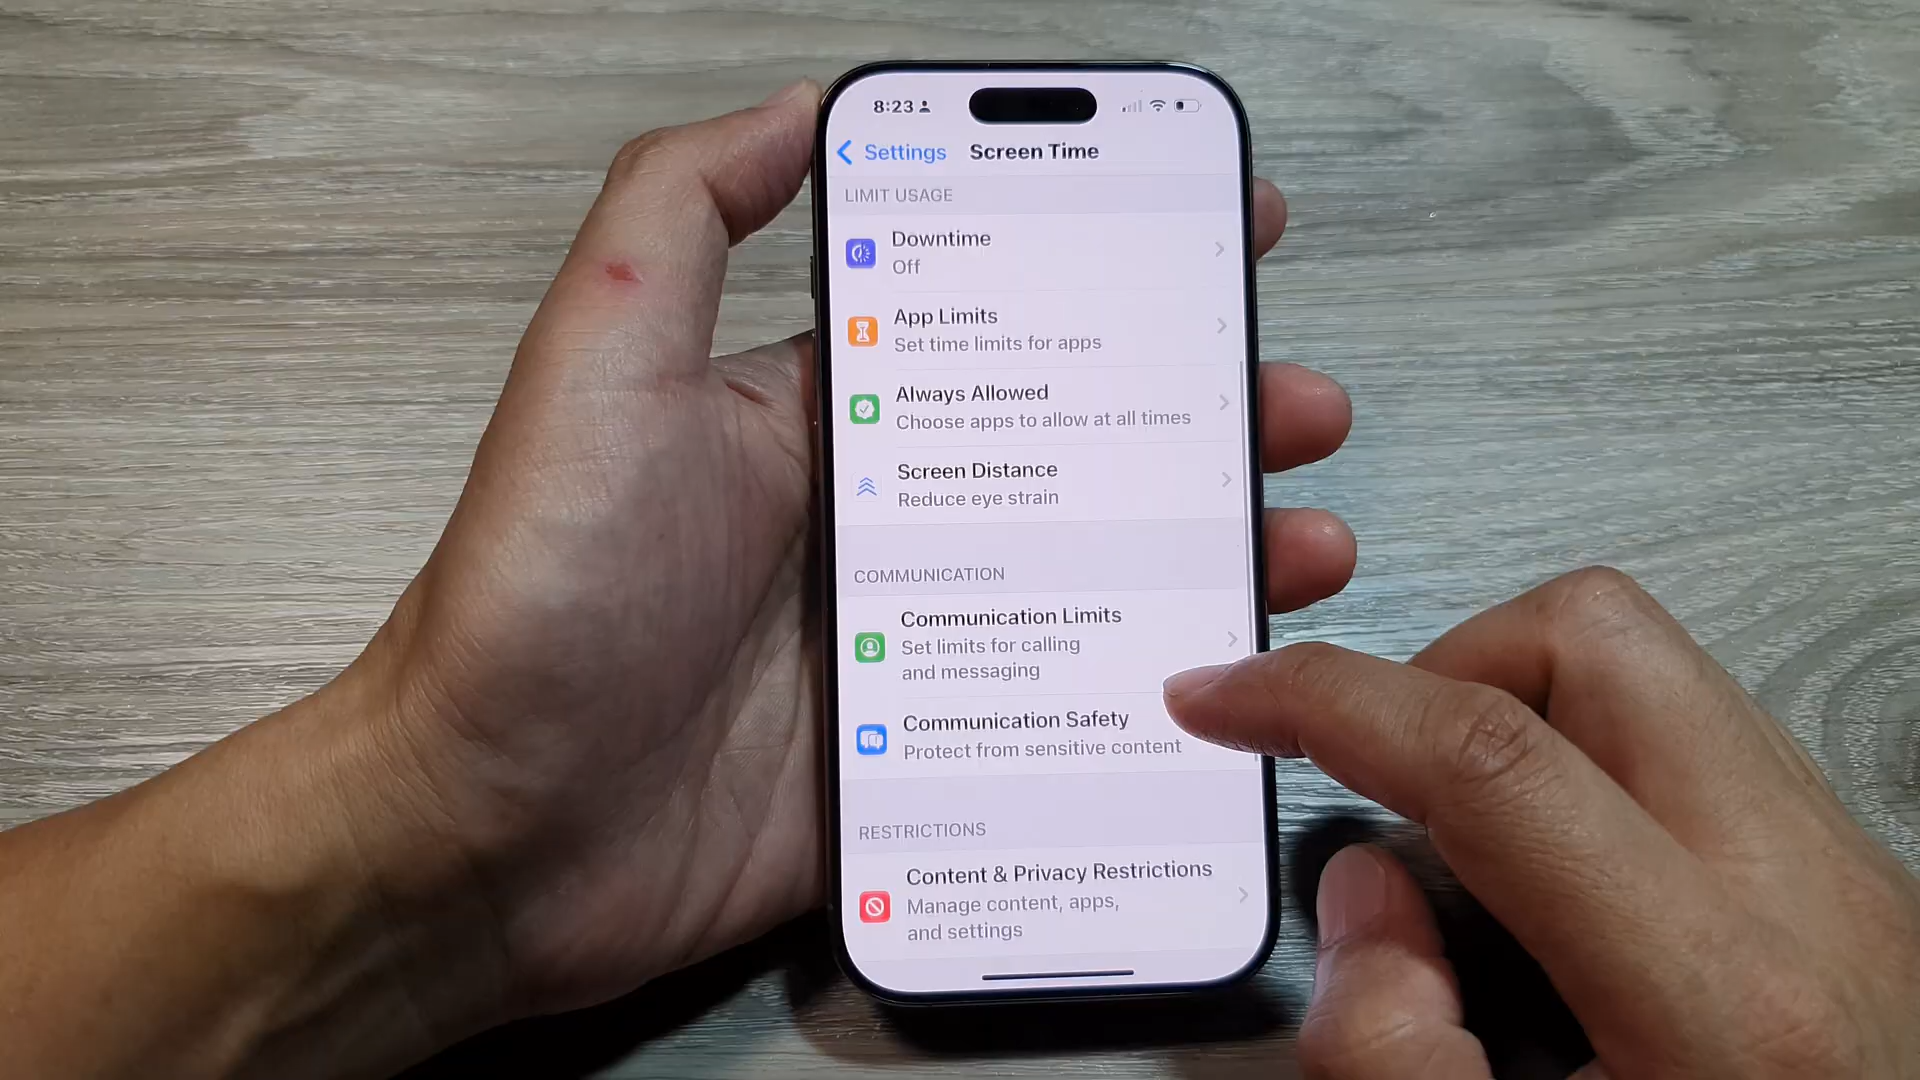 8:23
Settings
Screen Time
LIMIT USAGE
Downtime
Off
App Limits
Set time limits for apps
Always Allowed
Choose apps to allow at all times
Screen Distance
Reduce eye strain
COMMUNICATION
Communication Limits
Set limits for calling
and messaging
Communication Safety
Protect from sensitive content
RESTRICTIONS
Content & Privacy Restrictions
Manage content, apps,
and settings